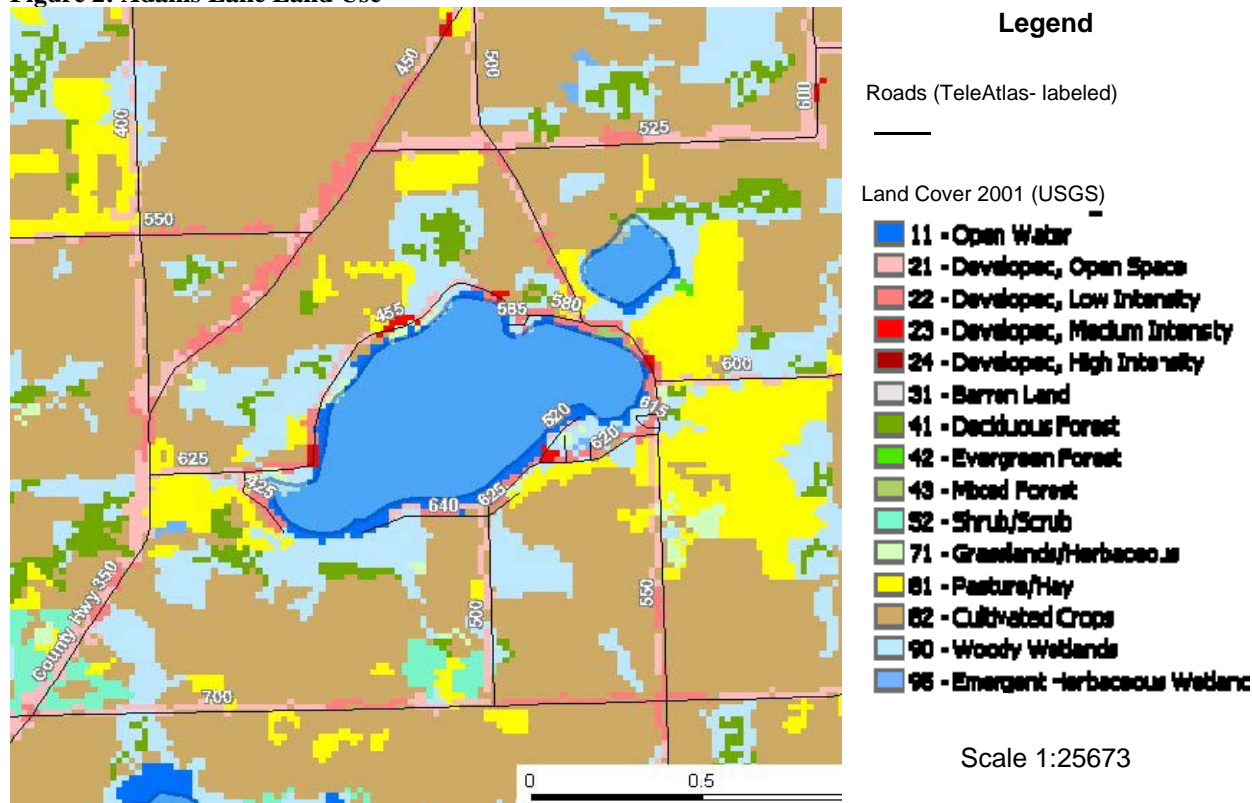 Figure 2: Adams Lane Land Use
450
500
400
600
525
550
455
585
580
600
615
520
620
625
425
640
625
500
550
County Hwy 350
700
0
0.5
Legend
Roads (TeleAtlas- labeled)
Land Cover 2001 (USGS)
11 - Open Water
21 - Developed, Open Space
22 - Developed, Low Intensity
23 - Developed, Medium Intensity
24 - Developed, High Intensity
31 - Barren Land
41 - Deciduous Forest
42 - Evergreen Forest
43 - Mixed Forest
52 - Shrub/Scrub
71 - Grasslands/Herbaceous
81 - Pasture/Hay
82 - Cultivated Crops
90 - Woody Wetlands
95 - Emergent Herbaceous Wetland
Scale 1:25673